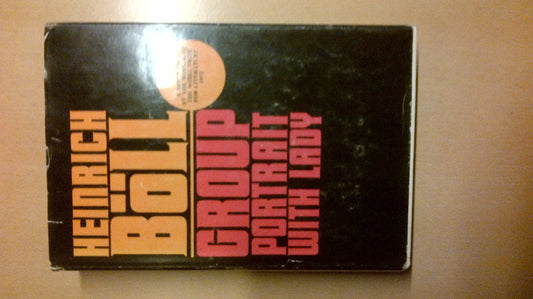 HEINRICH
BÖLL
GROUP
PORTRAIT
WITH LADY